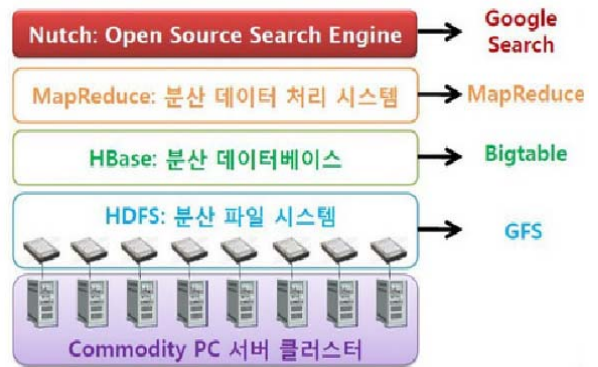 Nutch: Open Source Search Engine
Google
Search
MapReduce: 분산 데이터 처리 시스템
MapReduce
HBase: 분산 데이터베이스
Bigtable
HDFS: 분산 파일 시스템
GFS
Commodity PC 서버 클러스터